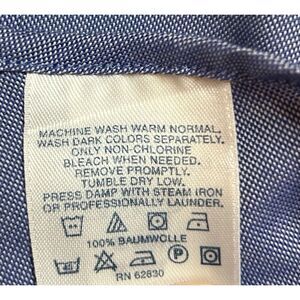 MACHINE WASH WARM NORMAL.
WASH DARK COLORS SEPARATELY.
ONLY NON-CHLORINE
BLEACH WHEN NEEDED.
REMOVE PROMPTLY.
TUMBLE DRY LOW.
PRESS DAMP WITH STEAM IRON
OR PROFESSIONALLY LAUNDER.
100% BAUMWOLLE
P
RN 62830